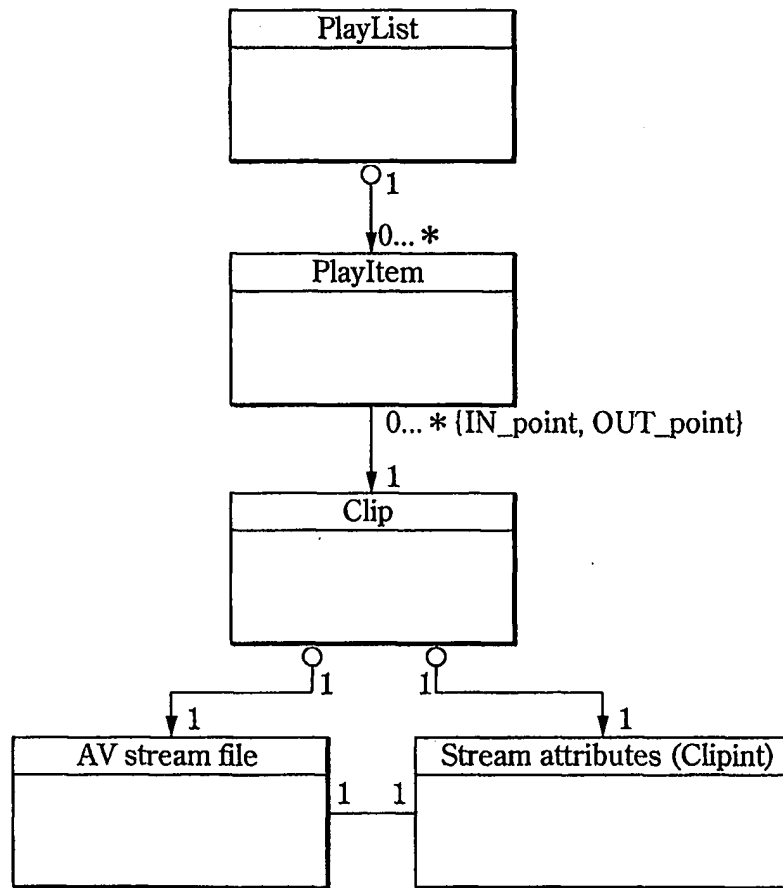 PlayList
1
0... *
PlayItem
0... * {IN_point, OUT_point}
1
Clip
1
1
1
1
AV stream file
Stream attributes (Clipint)
1
1